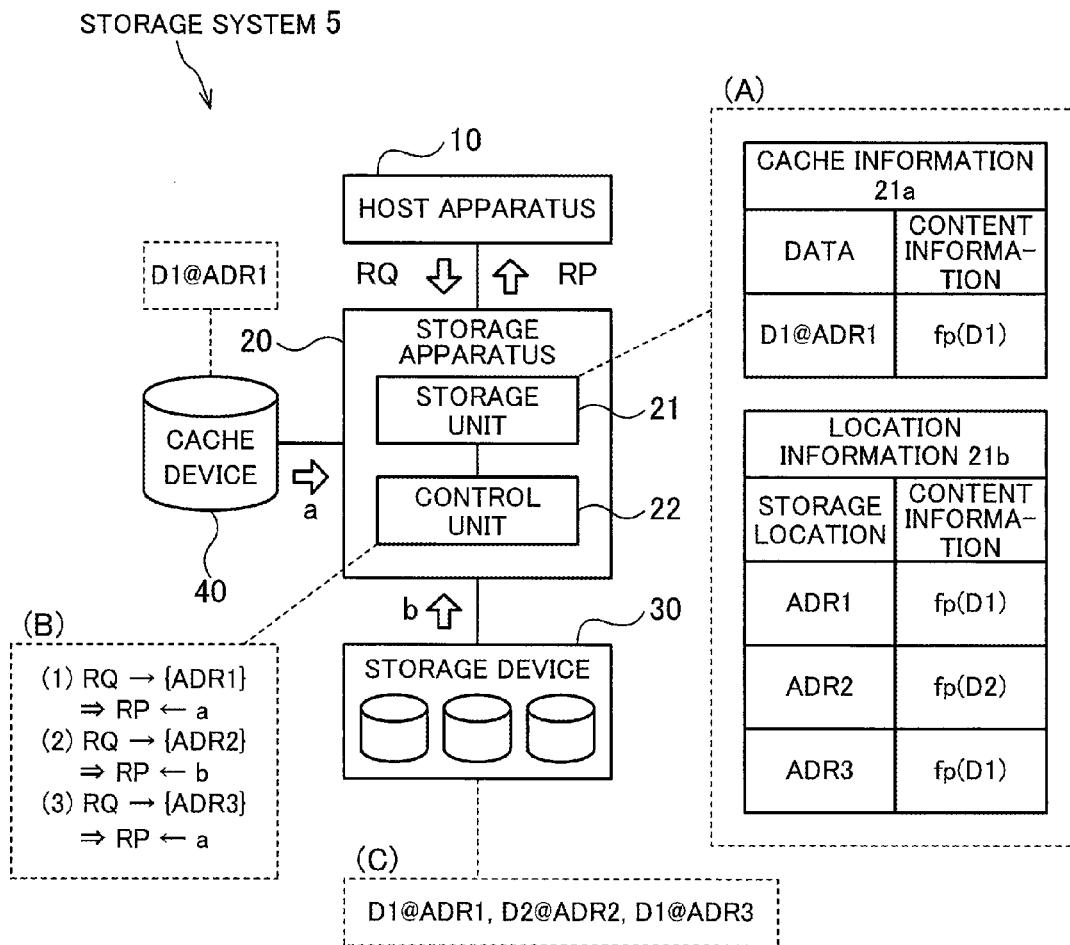 STORAGE SYSTEM 5
(A)
10
HOST APPARATUS
RQ
RP
D1@ADR1
20
STORAGE
APPARATUS
STORAGE
UNIT
21
CONTROL
UNIT
22
CACHE
DEVICE
a
40
b
30
STORAGE DEVICE
CACHE INFORMATION
21a
DATA
CONTENT
INFORMA-
TION
D1@ADR1
fp(D1)
LOCATION
INFORMATION 21b
STORAGE
LOCATION
CONTENT
INFORMA-
TION
ADR1
fp(D1)
ADR2
fp(D2)
ADR3
fp(D1)
(B)
(1) RQ → {ADR1}
⇒ RP ← a
(2) RQ → {ADR2}
⇒ RP ← b
(3) RQ → {ADR3}
⇒ RP ← a
(C)
D1@ADR1, D2@ADR2, D1@ADR3